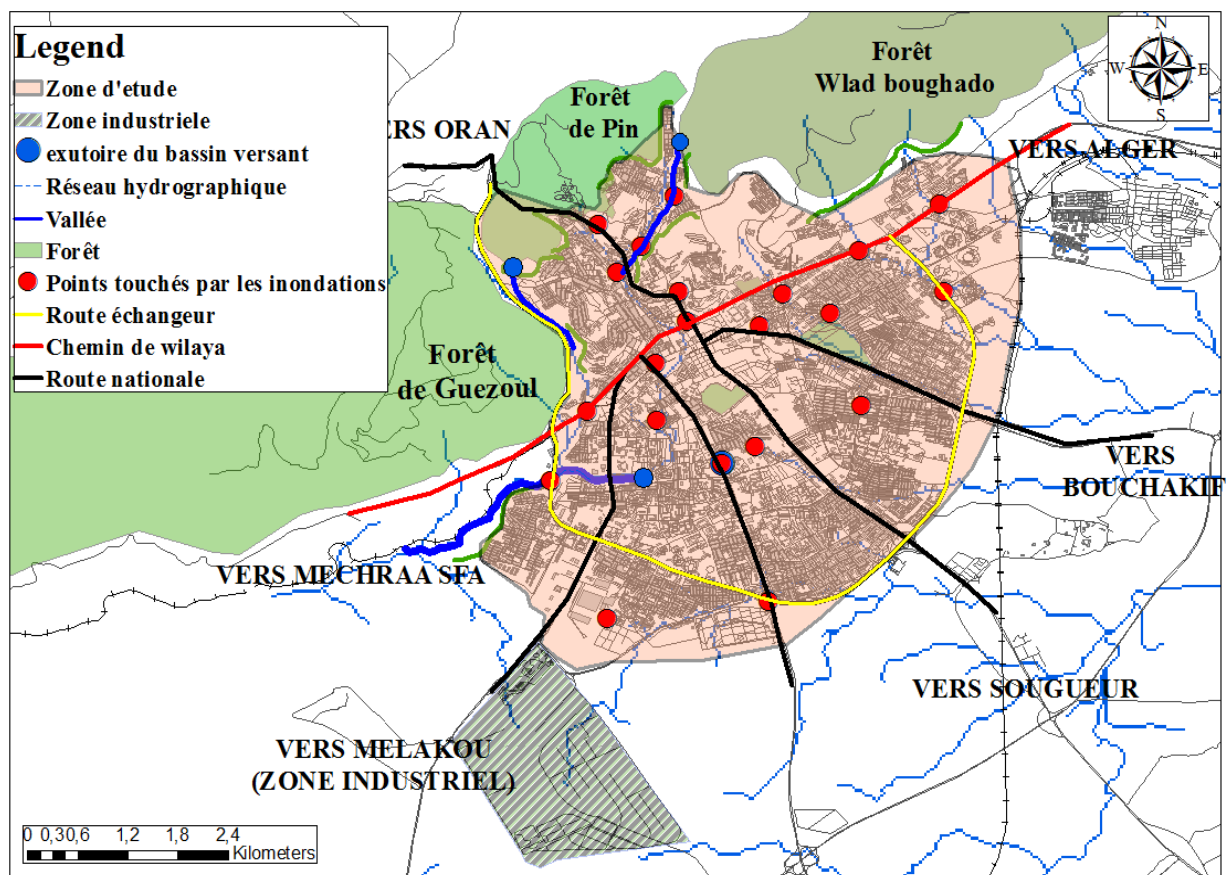 Legend
Zone d'etude
Zone industriele
exutoire du bassin versant
Réseau hydrographique
Vallée
Forêt
Points touchés par les inondations
Route échangeur
Chemin de wilaya
Route nationale
ERS ORAN
Forêt
de Pin
Forêt
Wlad boughado
N
W
E
S
VERS ALGER
Forêt
de Guezoul
VERS
BOUCHAKIF
VERS MECHRAA SFA
VERS SOUGUEUR
VERS MELAKOU
(ZONE INDUSTRIEL)
0 0,30,6 1,2 1,8 2,4
Kilometers